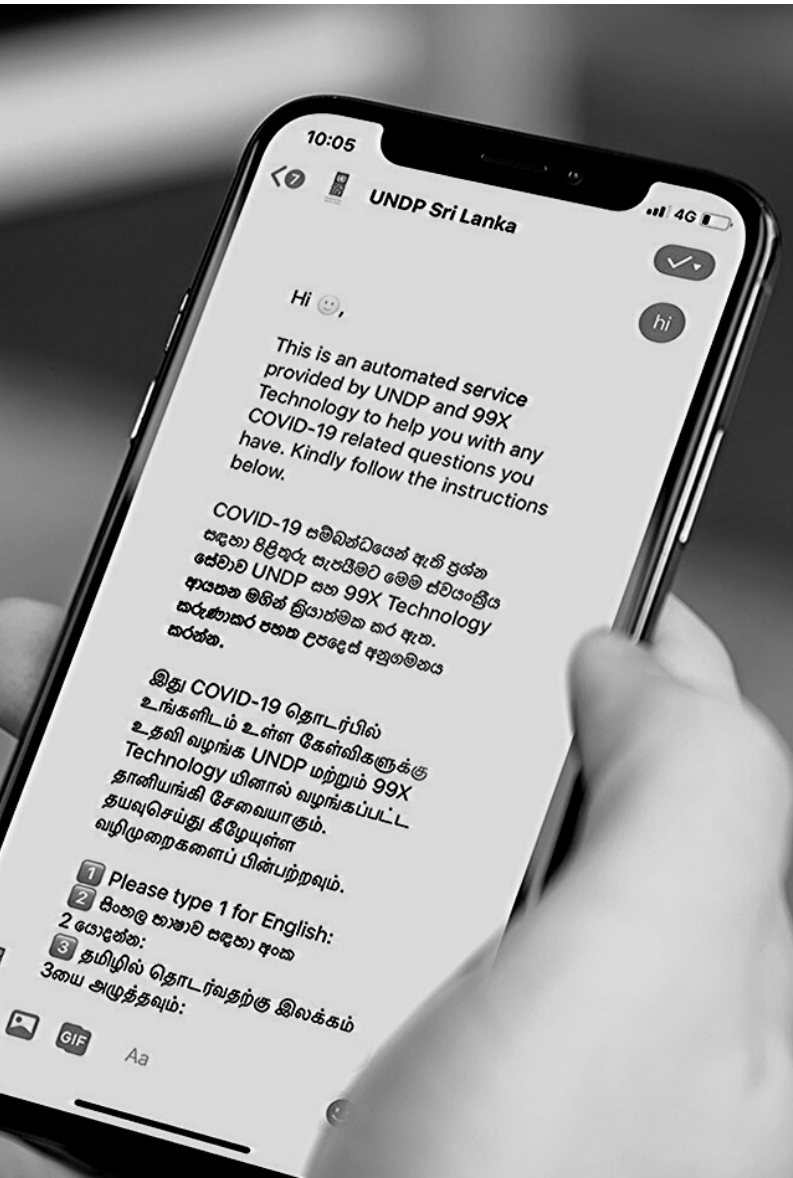 10:05
4G
7
UNDP Sri Lanka
hi
Hi 🙂,
This is an automated service
provided by UNDP and 99X
Technology to help you with any
COVID-19 related questions you
have. Kindly follow the instructions
below.
COVID-19 සම්බන්ධයෙන් ඇති ප්‍රශ්න
සඳහා පිළිතුරු සැපයීමට මෙම ස්වයංක්‍රීය
සේවාව UNDP සහ 99X Technology
ආයතන මගින් ක්‍රියාත්මක කර ඇත.
කරුණාකර පහත උපදෙස් අනුගමනය
කරන්න.
இது COVID-19 தொடர்பில்
உங்களிடம் உள்ள கேள்விகளுக்கு
உதவி வழங்க UNDP மற்றும் 99X
Technology யினால் வழங்கப்பட்ட
தானியங்கி சேவையாகும்.
தயவுசெய்து கீழேயுள்ள
வழிமுறைகளைப் பின்பற்றவும்.
1 Please type 1 for English:
2 සිංහල භාෂාව සඳහා අංක
2 යොදන්න:
3 தமிழில் தொடர்வதற்கு இலக்கம்
3யை அழுத்தவும்:
GIF
Aa